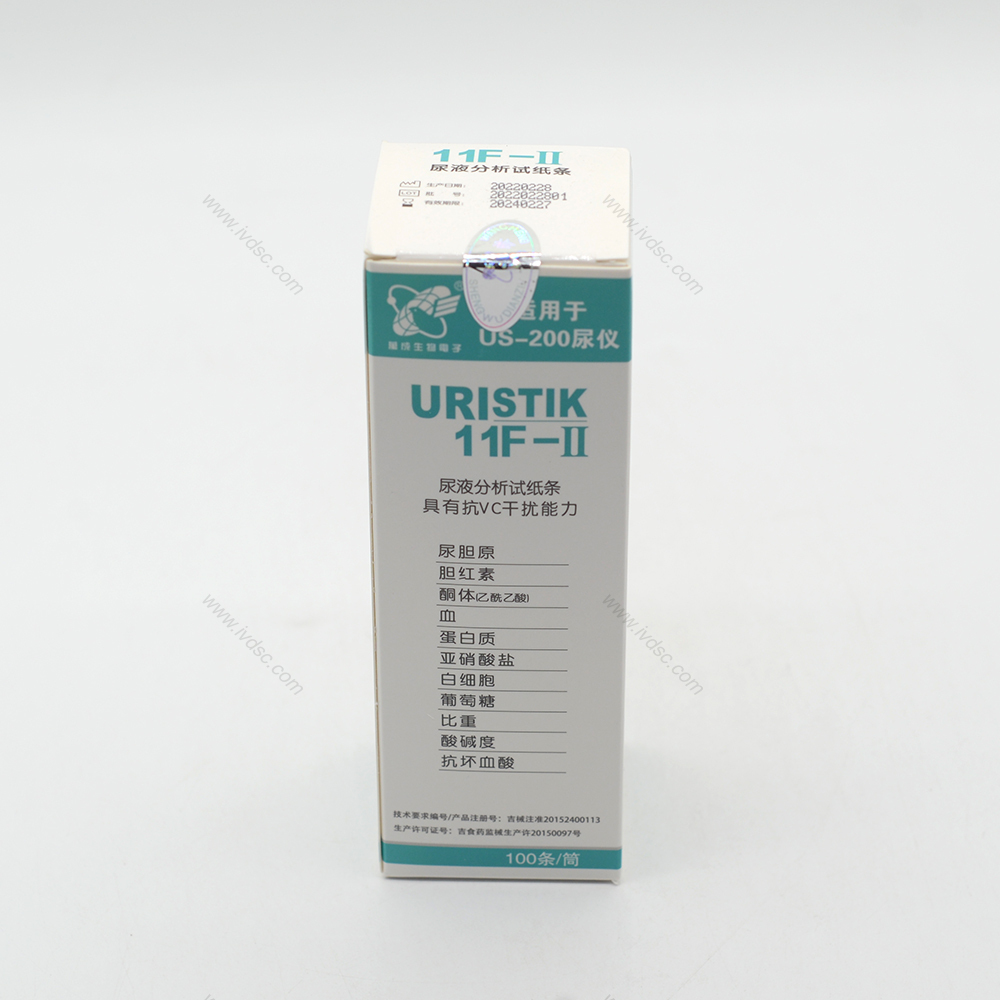 11F-II
尿液分析试纸条
生产日期: 20220228
LOT 批 号: 2022022801
有效期限: 20240227
适用于
US-200尿仪
SHENGWU DIANZI
URISTIK
11F-II
尿液分析试纸条
具有抗VC干扰能力
尿胆原
胆红素
酮体(乙酰乙酸)
血
蛋白质
亚硝酸盐
白细胞
葡萄糖
比重
酸碱度
抗坏血酸
技术要求编号/产品注册号: 吉械注准20152400113
生产许可证号: 吉食药监械生产许20150097号
100条/筒
www.ivdsc.com
www.ivdsc.com
www.ivdsc.com
www.ivdsc.com